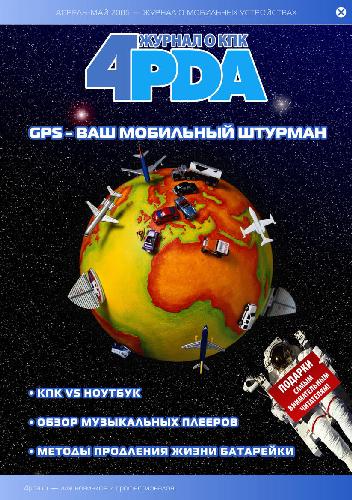 АПРЕЛЬ-МАЙ 2005 — ЖУРНАЛ О МОБИЛЬНЫХ УСТРОЙСТВАХ
ЖУРНАЛ О КПК
4PDA
GPS - ВАШ МОБИЛЬНЫЙ ШТУРМАН
ПОДАРКИ
САМЫМ
ВНИМАТЕЛЬНЫМ
ЧИТАТЕЛЯМ!
• КПК VS НОУТБУК
• ОБЗОР МУЗЫКАЛЬНЫХ ПЛЕЕРОВ
• МЕТОДЫ ПРОДЛЕНИЯ ЖИЗНИ БАТАРЕЙКИ